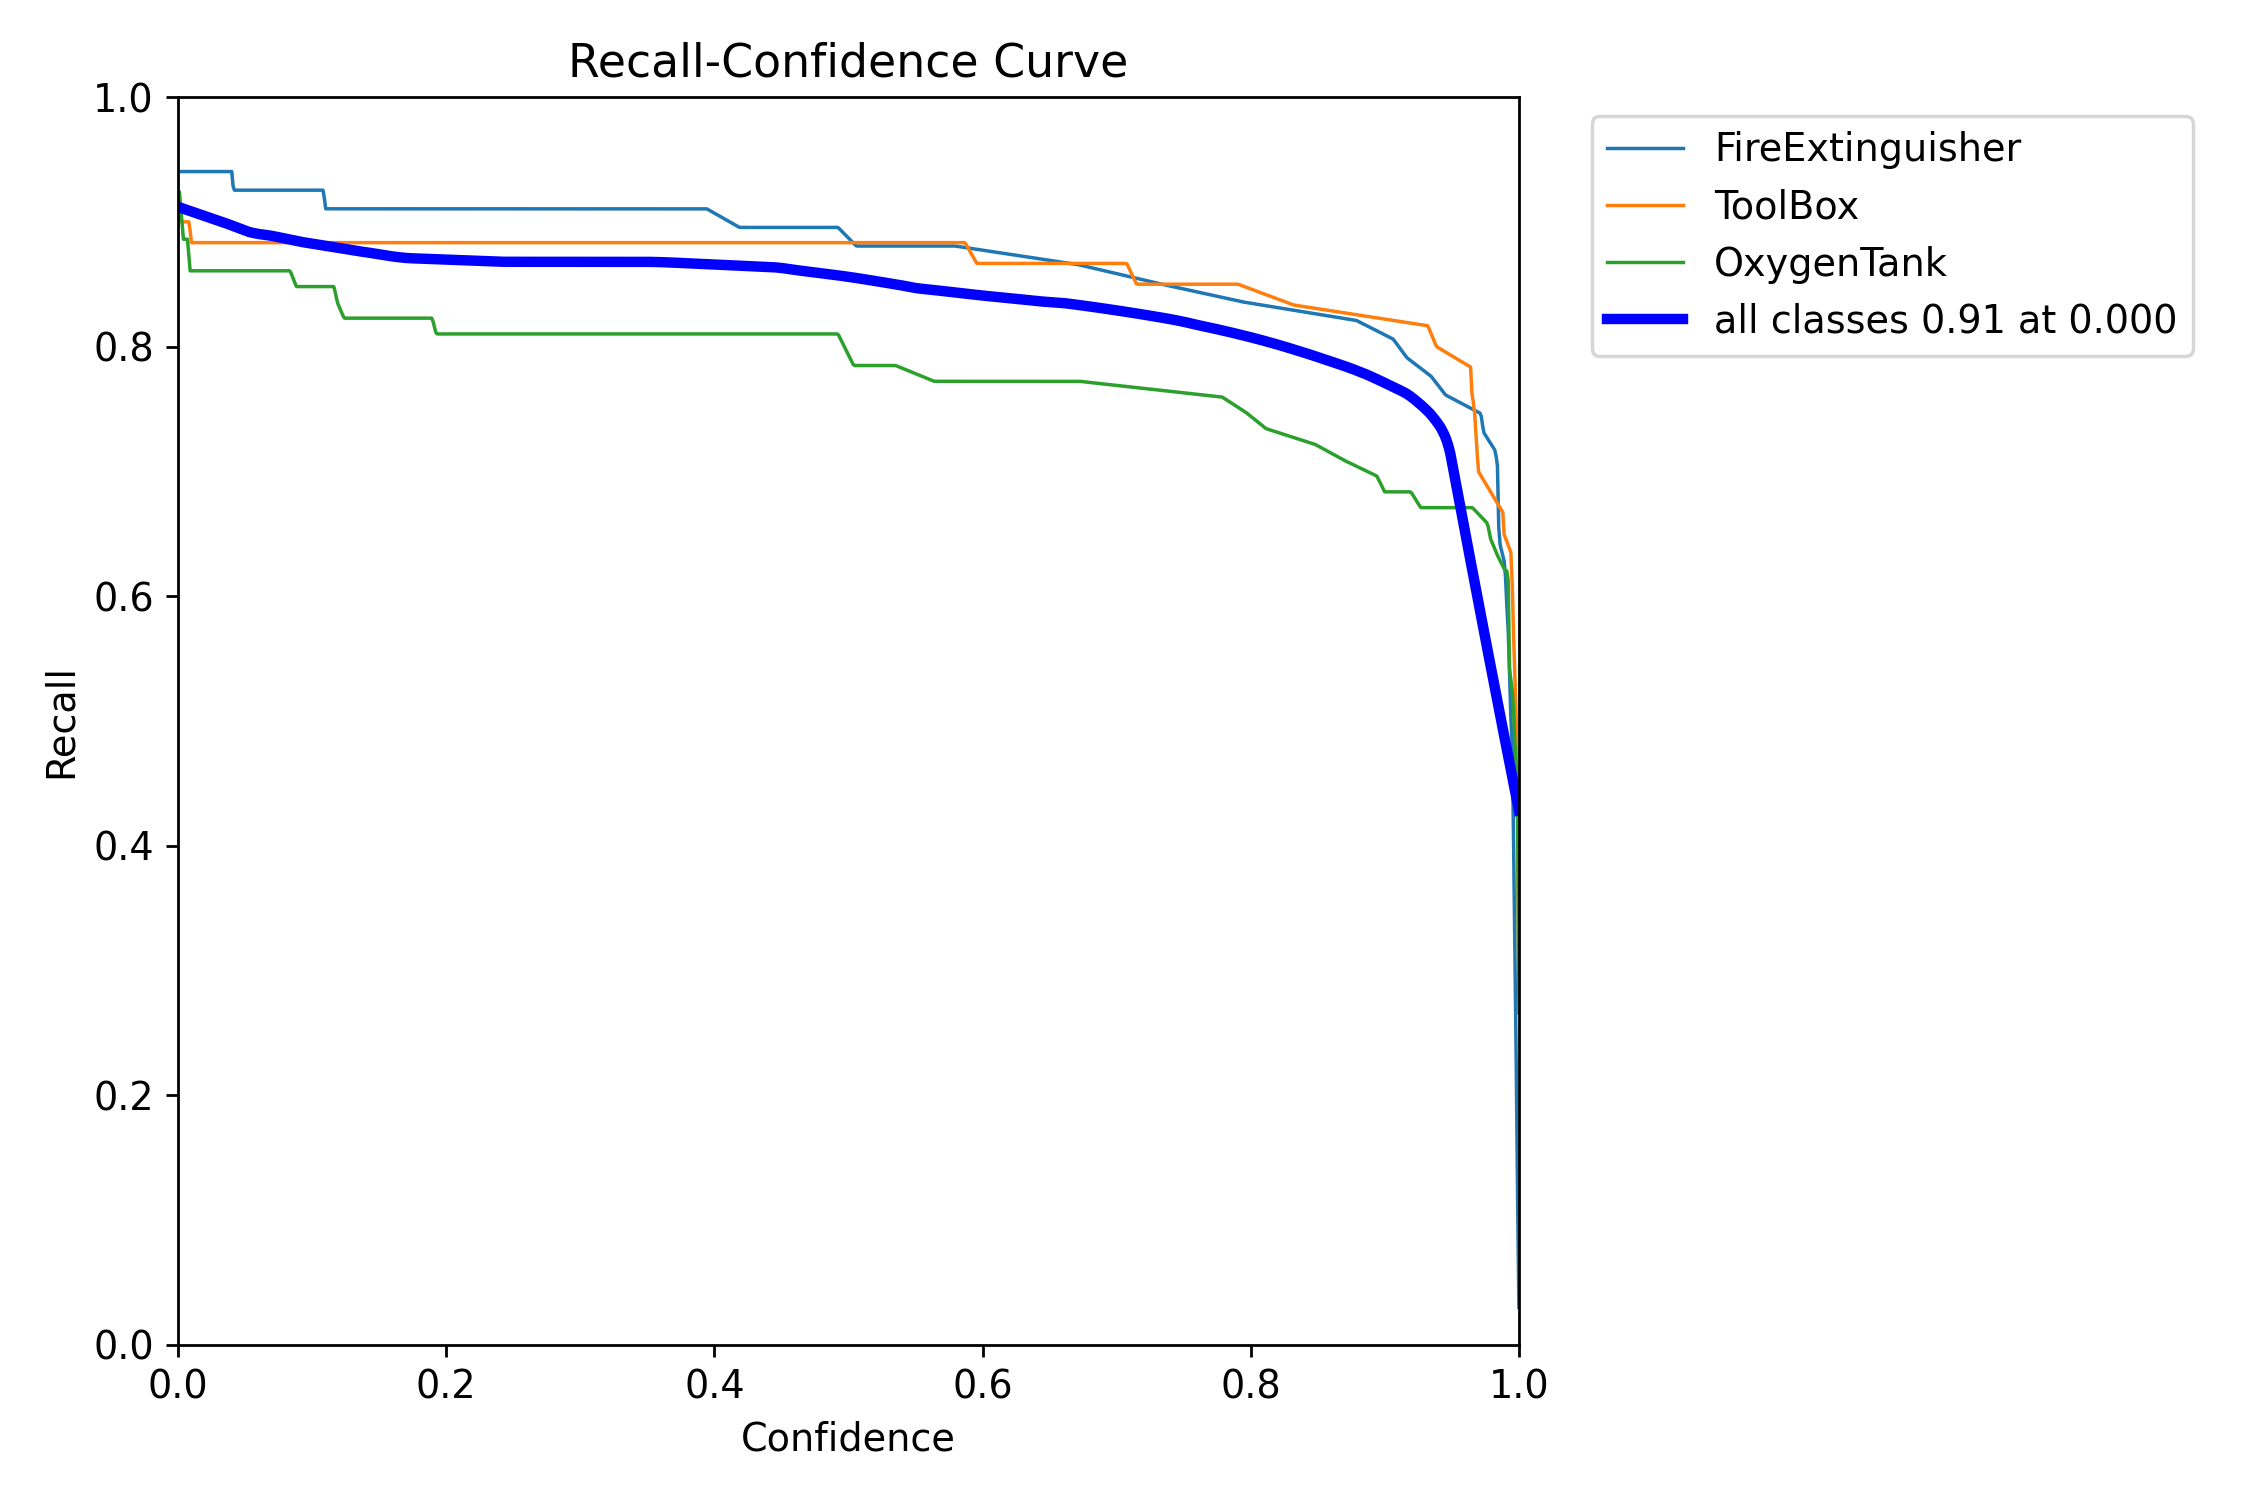 Recall-Confidence Curve
1.0
0.8
0.6
0.4
0.2
0.0
Recall
0.0 0.2 0.4 0.6 0.8 1.0
Confidence
FireExtinguisher
ToolBox
OxygenTank
all classes 0.91 at 0.000